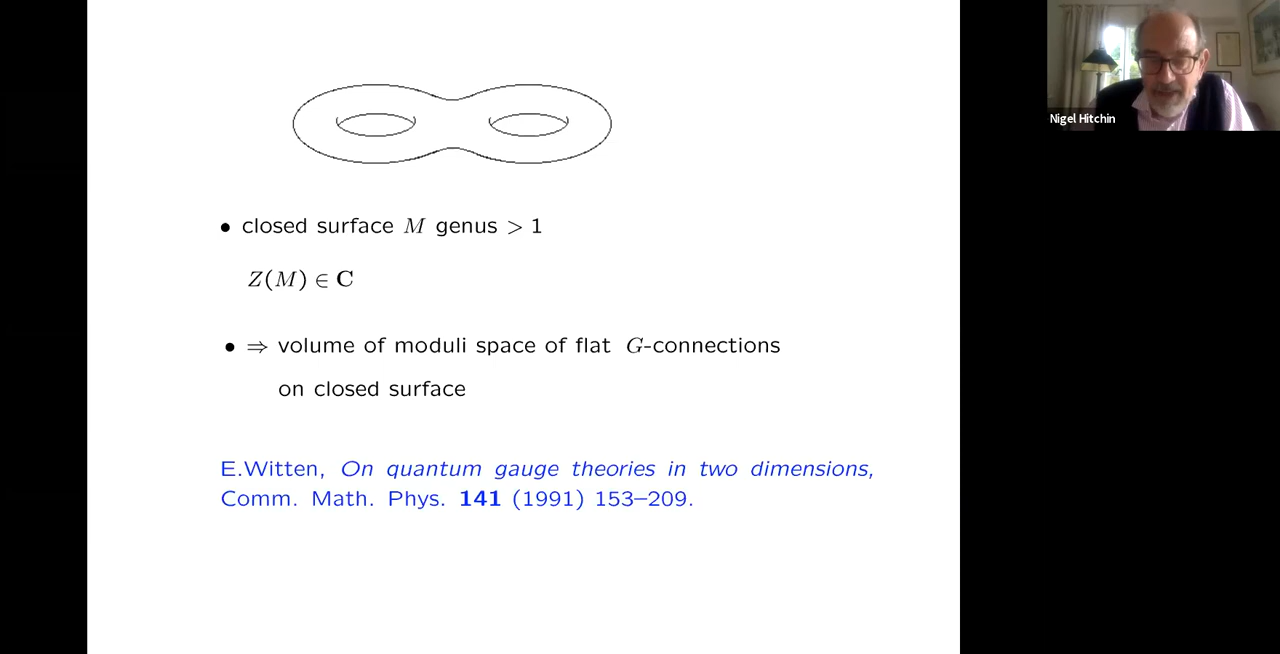 • closed surface M genus > 1
Z(M) ∈ C
• ⇒ volume of moduli space of flat G-connections
on closed surface
E.Witten, On quantum gauge theories in two dimensions,
Comm. Math. Phys. 141 (1991) 153–209.
Nigel Hitchin